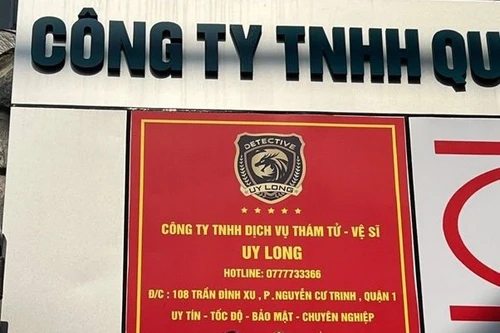 CÔNG TY TNHH QU
DETECTIVE
UY LONG
CÔNG TY TNHH DỊCH VỤ THÁM TỬ - VỆ SĨ
UY LONG
HOTLINE: 0777733366
Đ/C : 108 TRẦN ĐÌNH XU , P .NGUYỄN CƯ TRINH , QUẬN 1
UY TÍN - TỐC ĐỘ - BẢO MẬT - CHUYÊN NGHIỆP